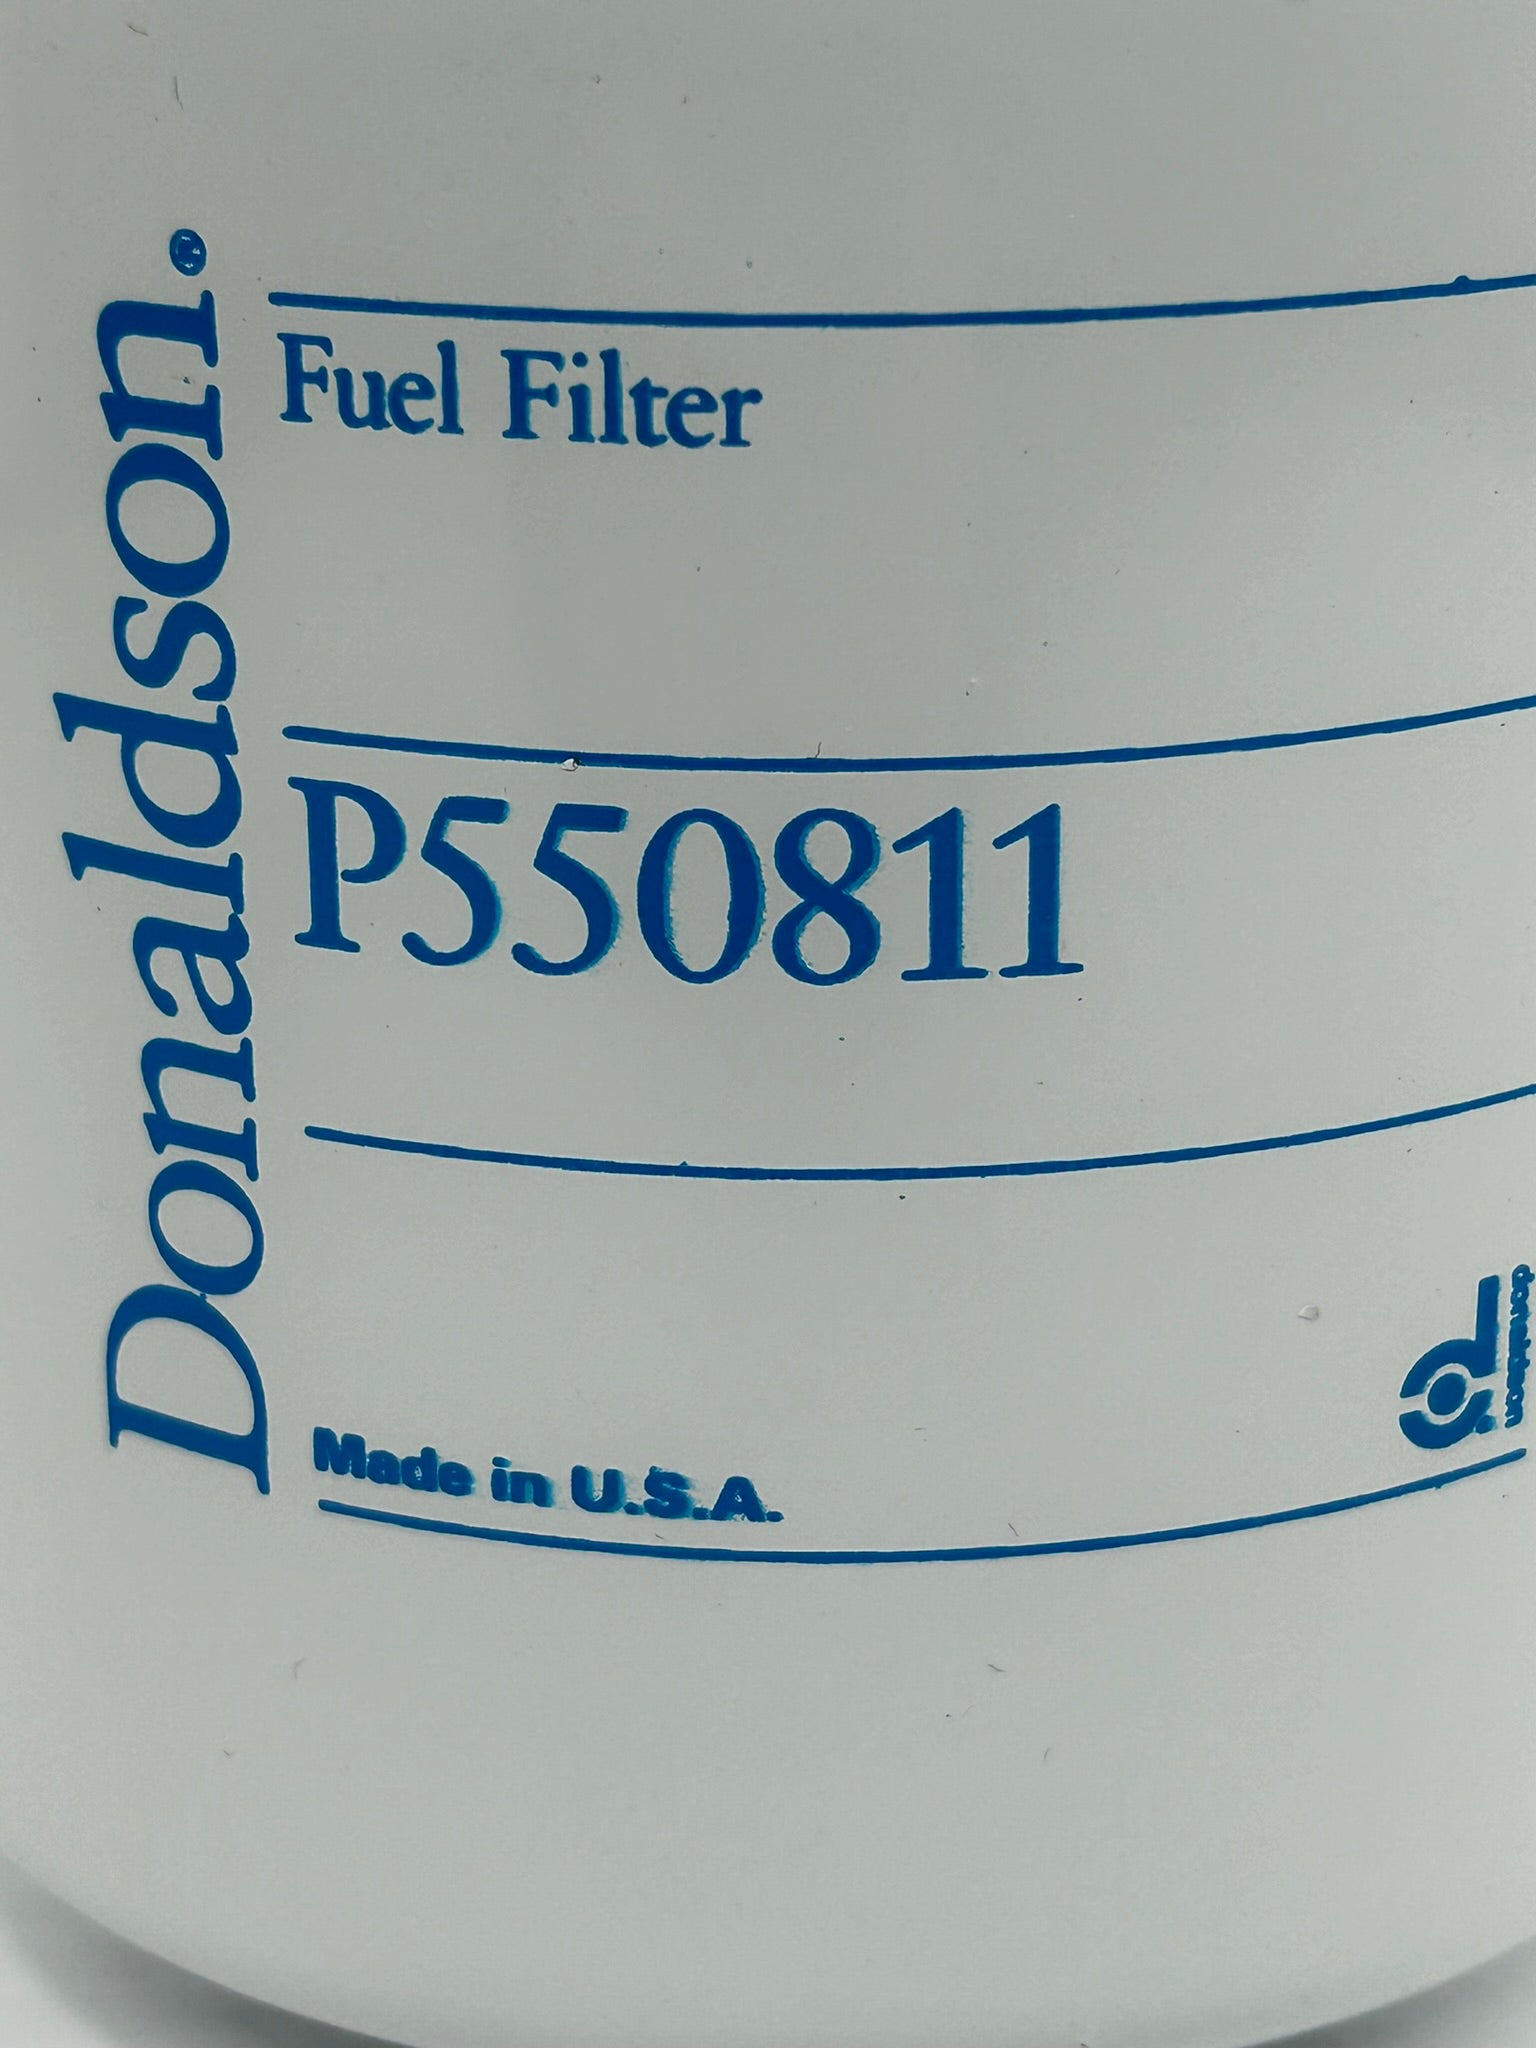 Donaldson®
Fuel Filter
P550811
Made in U.S.A.
donaldson